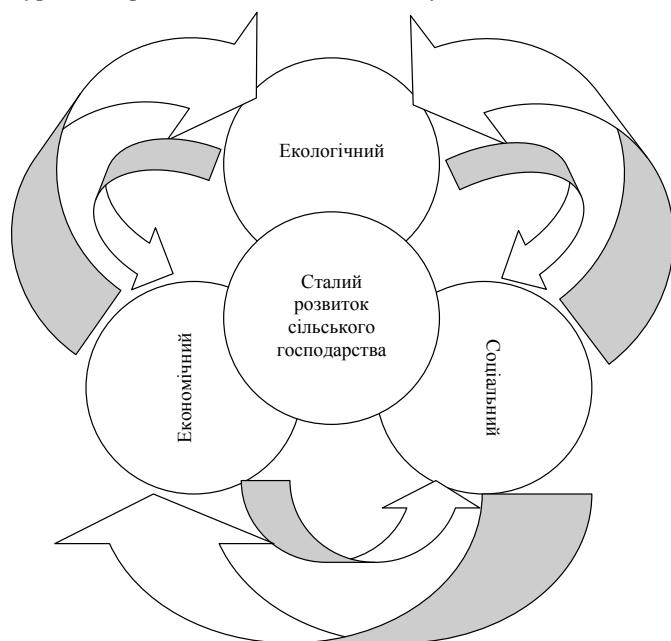 Екологічний
Сталий
розвиток
сільського
господарства
Економічний
Соціальний